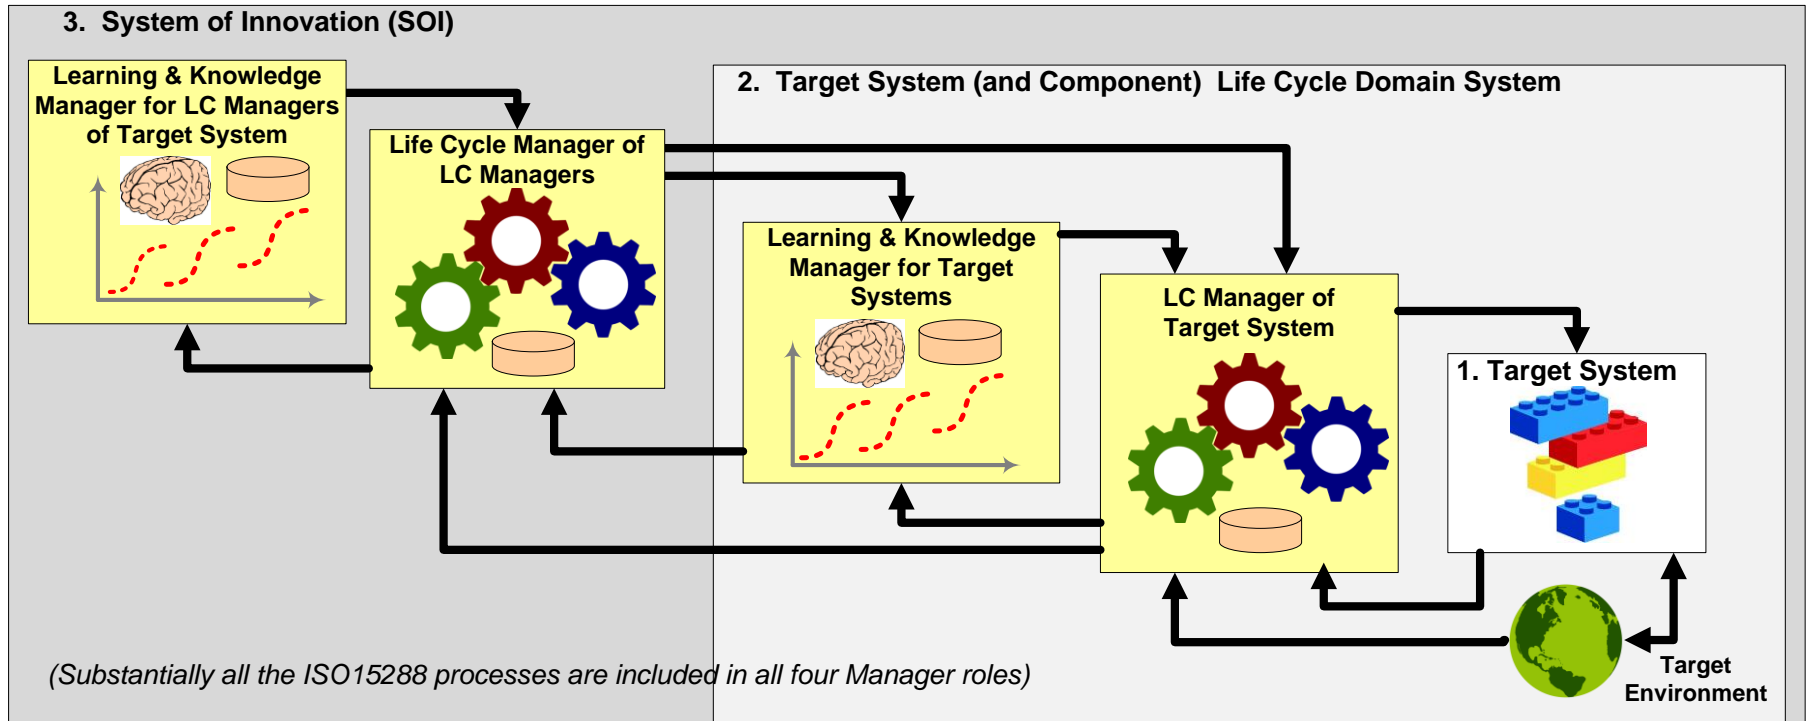 3. System of Innovation (SOI)
Learning & Knowledge
Manager for LC Managers
of Target System
Life Cycle Manager of
LC Managers
2. Target System (and Component) Life Cycle Domain System
Learning & Knowledge
Manager for Target
Systems
LC Manager of
Target System
1. Target System
Target
Environment
(Substantially all the ISO15288 processes are included in all four Manager roles)